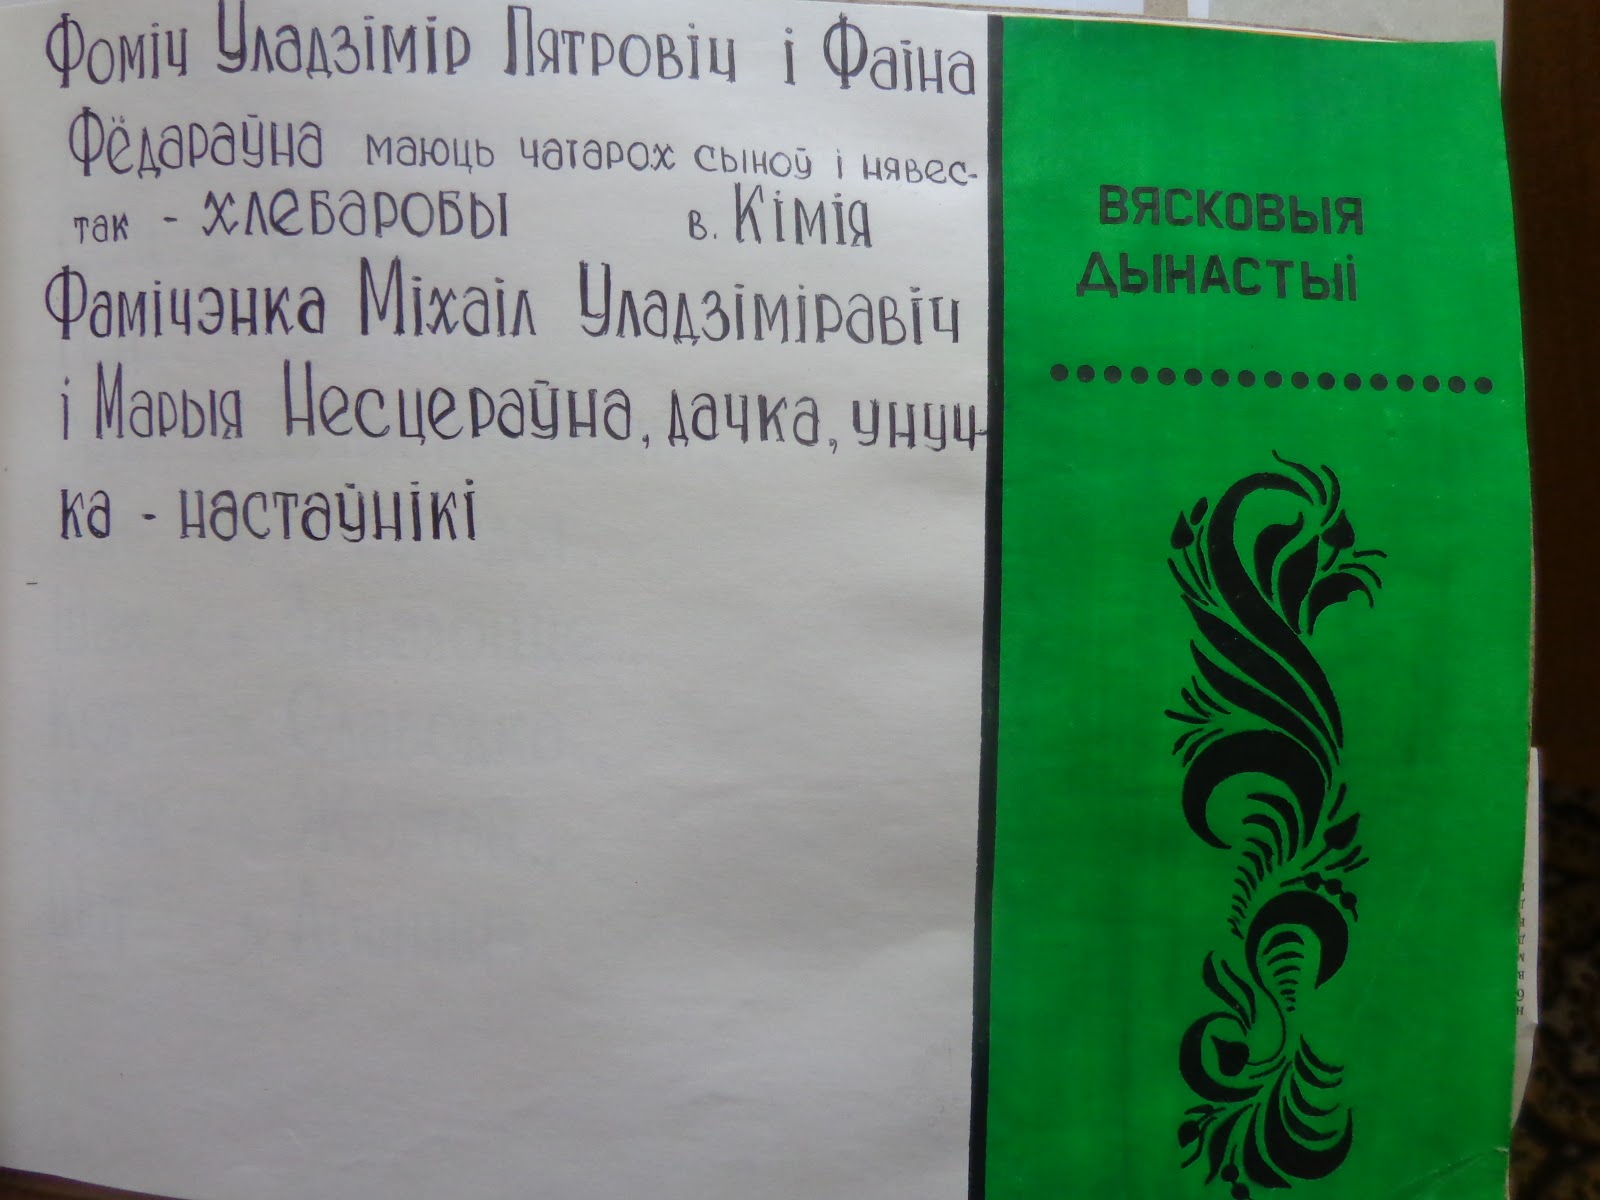 Фоміч Уладзімір Пятровіч і Фаіна
Фёдараўна маюць чатарох сыноў і нявес-
так - хлебаробы в. Кімія
Фамічэнка Міхаіл Уладзіміравіч
і Марыя Несцераўна, дачка, унуч-
ка - настаўнікі
ВЯСКОВЫЯ
ДЫНАСТЫІ